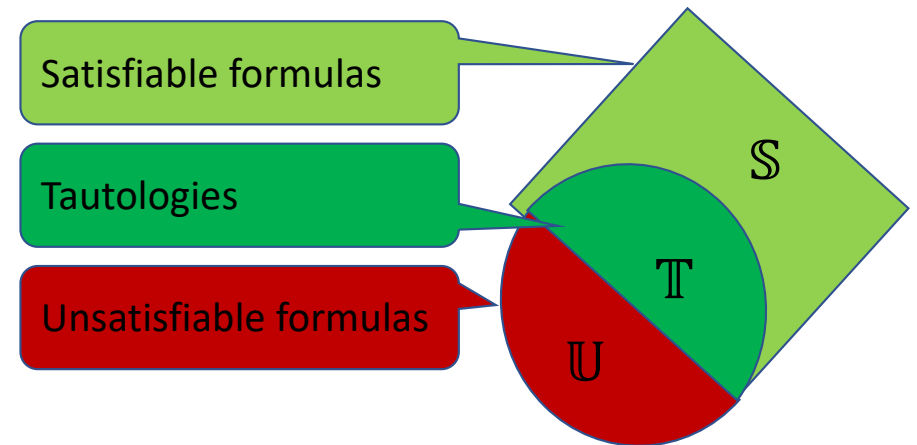 Satisfiable formulas
𝕊
Tautologies
𝕋
Unsatisfiable formulas
𝕌